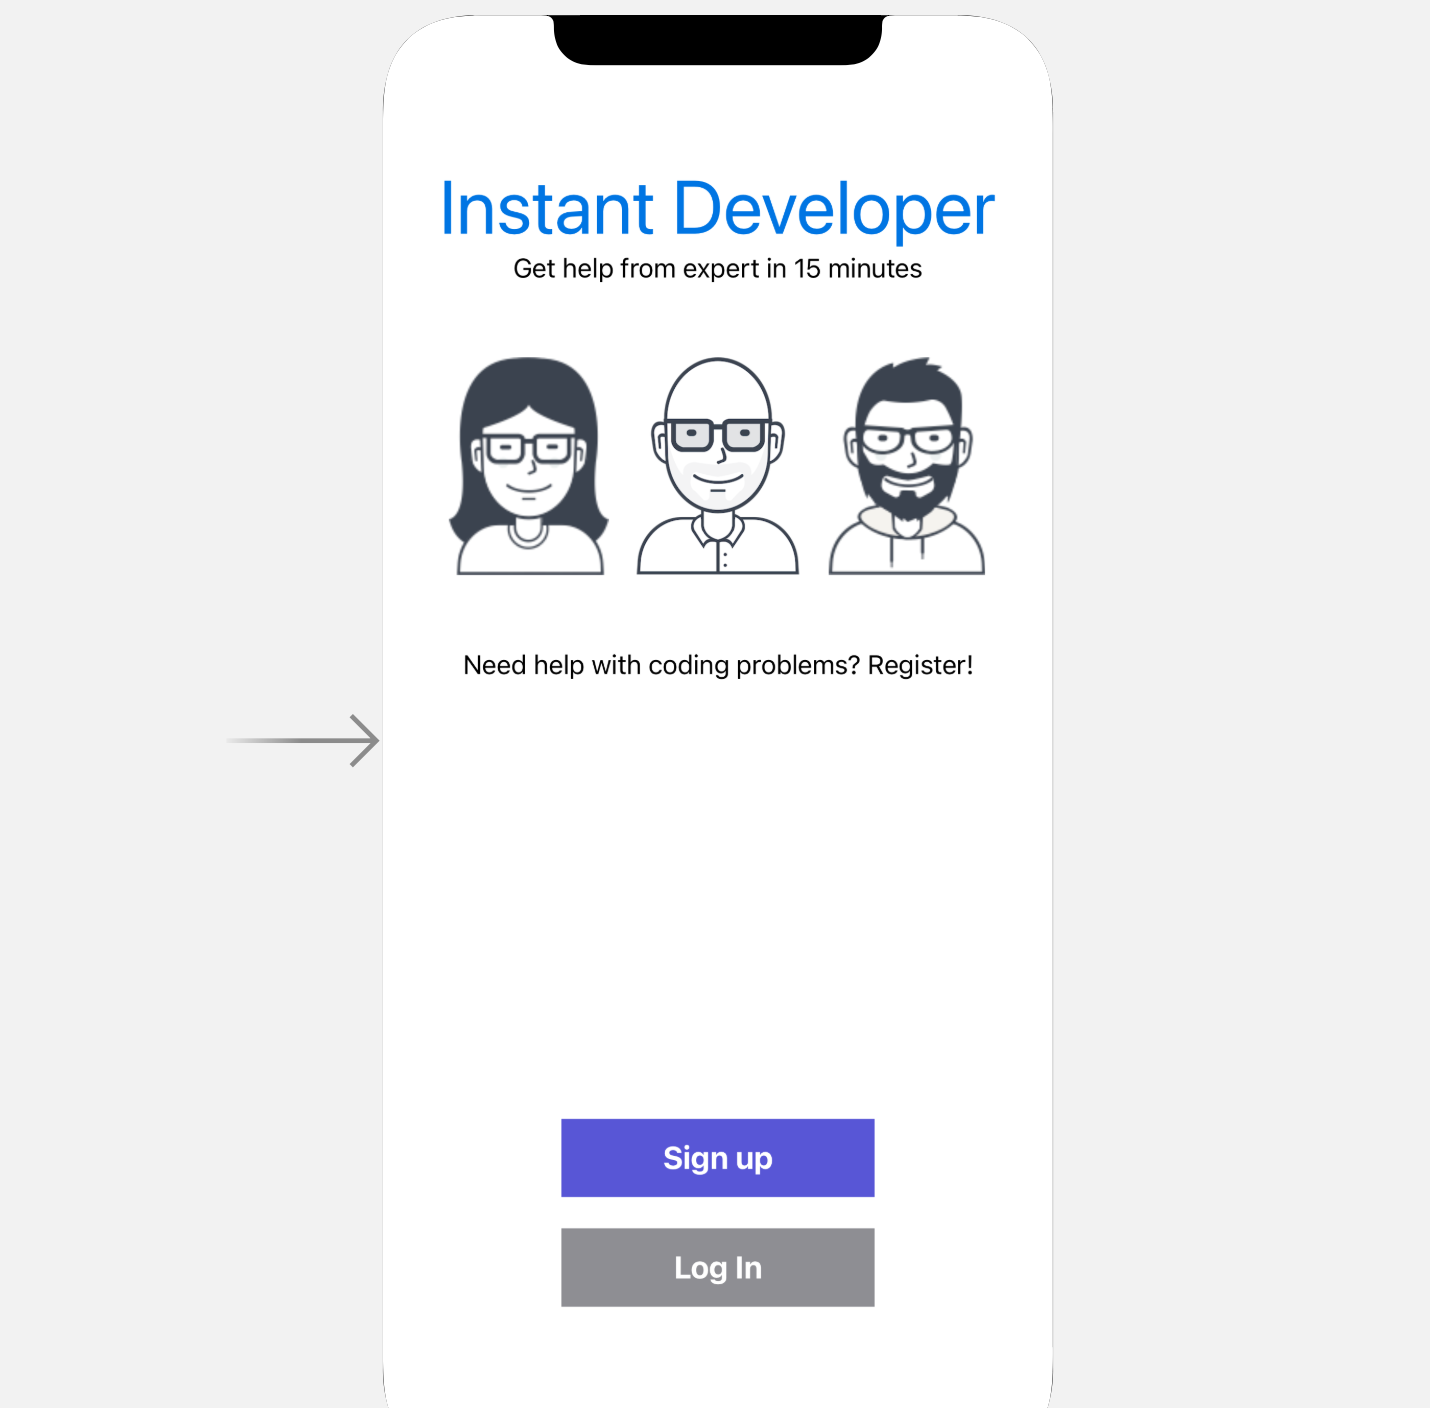 Instant Developer
Get help from expert in 15 minutes
Need help with coding problems? Register!
Sign up
Log In